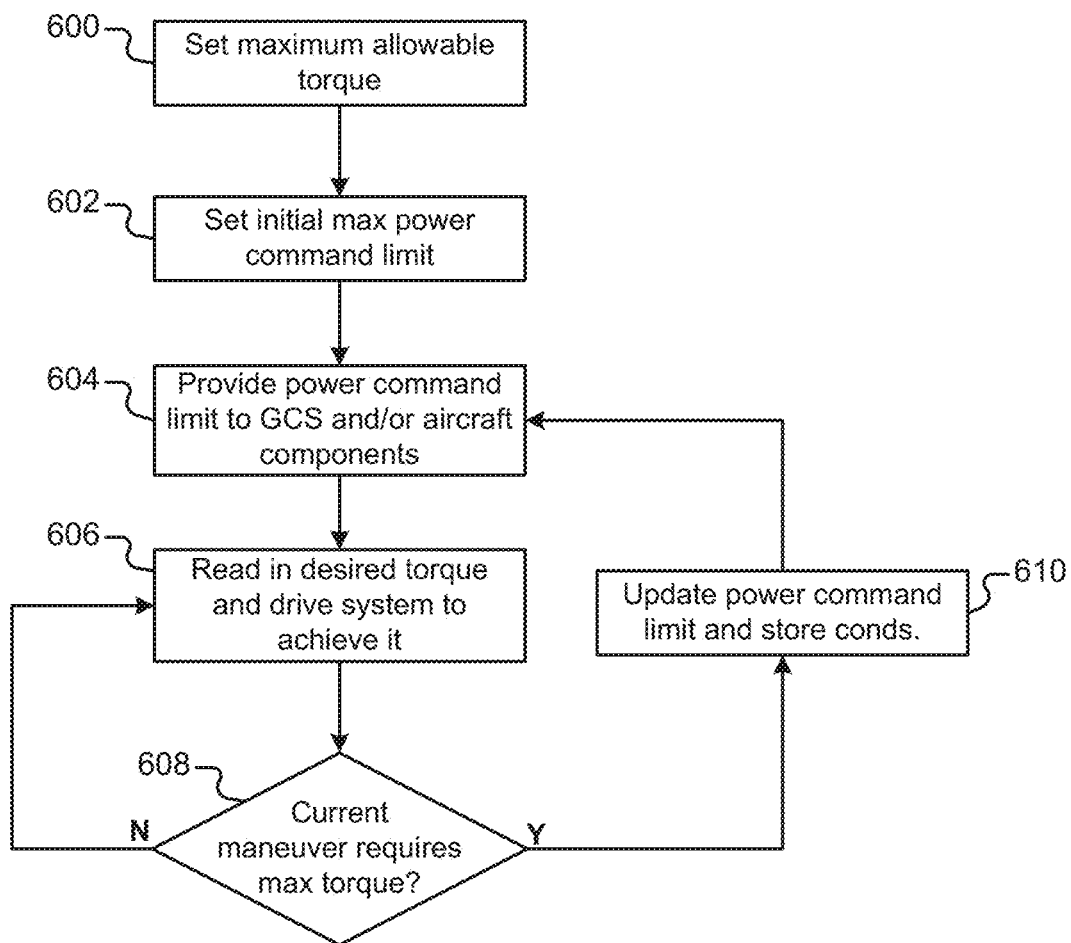 600
Set maximum allowable
torque
602
Set initial max power
command limit
604
Provide power command
limit to GCS and/or aircraft
components
606
Read in desired torque
and drive system to
achieve it
610
Update power command
limit and store conds.
608
Current
maneuver requires
max torque?
N
Y